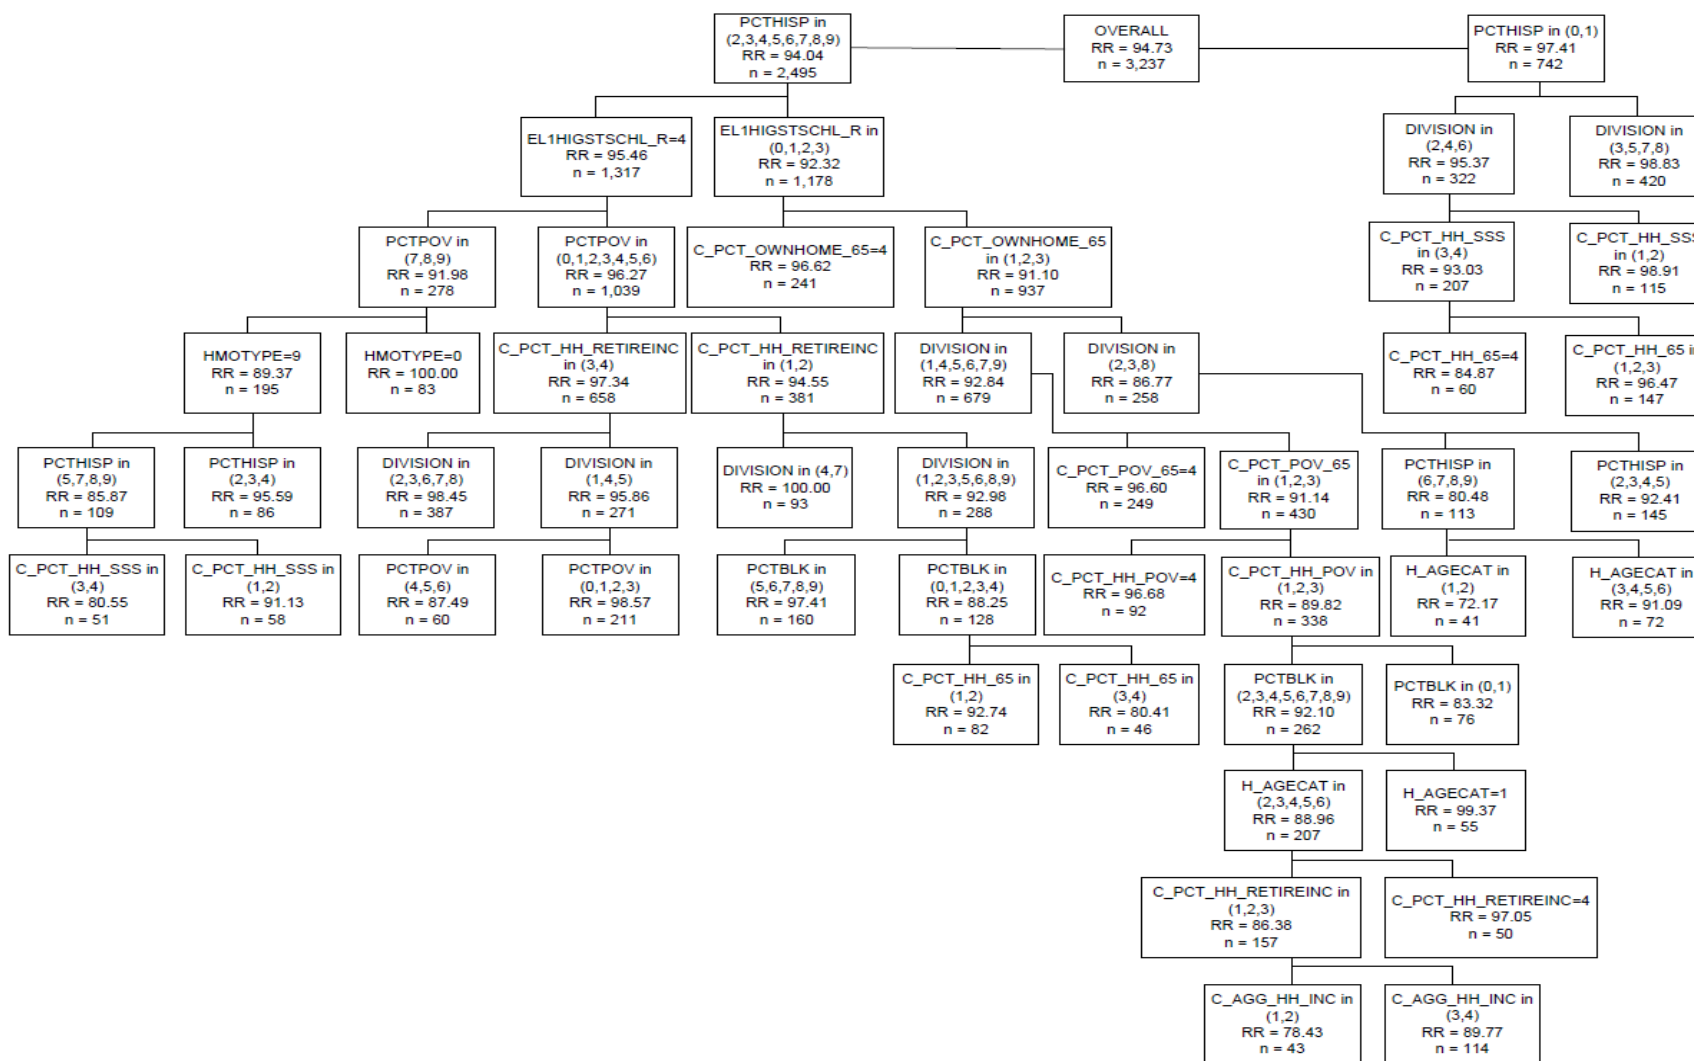 PCTHISP in
(2,3,4,5,6,7,8,9)
RR = 94.04
n = 2,495
OVERALL
RR = 94.73
n = 3,237
PCTHISP in (0,1)
RR = 97.41
n = 742
EL1HIGSTSCHL_R=4
RR = 95.46
n = 1,317
EL1HIGSTSCHL_R in
(0,1,2,3)
RR = 92.32
n = 1,178
DIVISION in
(2,4,6)
RR = 95.37
n = 322
DIVISION in
(3,5,7,8)
RR = 98.83
n = 420
PCTPOV in
(7,8,9)
RR = 91.98
n = 278
PCTPOV in
(0,1,2,3,4,5,6)
RR = 96.27
n = 1,039
C_PCT_OWNHOME_65=4
RR = 96.62
n = 241
C_PCT_OWNHOME_65
in (1,2,3)
RR = 91.10
n = 937
C_PCT_HH_SSS
in (3,4)
RR = 93.03
n = 207
C_PCT_HH_SSS
in (1,2)
RR = 98.91
n = 115
HMOTYPE=9
RR = 89.37
n = 195
HMOTYPE=0
RR = 100.00
n = 83
C_PCT_HH_RETIREINC
in (3,4)
RR = 97.34
n = 658
C_PCT_HH_RETIREINC
in (1,2)
RR = 94.55
n = 381
DIVISION in
(1,4,5,6,7,9)
RR = 92.84
n = 679
DIVISION in
(2,3,8)
RR = 86.77
n = 258
C_PCT_HH_65=4
RR = 84.87
n = 60
C_PCT_HH_65 in
(1,2,3)
RR = 96.47
n = 147
PCTHISP in
(5,7,8,9)
RR = 85.87
n = 109
PCTHISP in
(2,3,4)
RR = 95.59
n = 86
DIVISION in
(2,3,6,7,8)
RR = 98.45
n = 387
DIVISION in
(1,4,5)
RR = 95.86
n = 271
DIVISION in (4,7)
RR = 100.00
n = 93
DIVISION in
(1,2,3,5,6,8,9)
RR = 92.98
n = 288
C_PCT_POV_65=4
RR = 96.60
n = 249
C_PCT_POV_65
in (1,2,3)
RR = 91.14
n = 430
PCTHISP in
(6,7,8,9)
RR = 80.48
n = 113
PCTHISP in
(2,3,4,5)
RR = 92.41
n = 145
C_PCT_HH_SSS in
(3,4)
RR = 80.55
n = 51
C_PCT_HH_SSS in
(1,2)
RR = 91.13
n = 58
PCTPOV in
(4,5,6)
RR = 87.49
n = 60
PCTPOV in
(0,1,2,3)
RR = 98.57
n = 211
PCTBLK in
(5,6,7,8,9)
RR = 97.41
n = 160
PCTBLK in
(0,1,2,3,4)
RR = 88.25
n = 128
C_PCT_HH_POV=4
RR = 96.68
n = 92
C_PCT_HH_POV in
(1,2,3)
RR = 89.82
n = 338
H_AGECAT in
(1,2)
RR = 72.17
n = 41
H_AGECAT in
(3,4,5,6)
RR = 91.09
n = 72
C_PCT_HH_65 in
(1,2)
RR = 92.74
n = 82
C_PCT_HH_65 in
(3,4)
RR = 80.41
n = 46
PCTBLK in
(2,3,4,5,6,7,8,9)
RR = 92.10
n = 262
PCTBLK in (0,1)
RR = 83.32
n = 76
H_AGECAT in
(2,3,4,5,6)
RR = 88.96
n = 207
H_AGECAT=1
RR = 99.37
n = 55
C_PCT_HH_RETIREINC in
(1,2,3)
RR = 86.38
n = 157
C_PCT_HH_RETIREINC=4
RR = 97.05
n = 50
C_AGG_HH_INC in
(1,2)
RR = 78.43
n = 43
C_AGG_HH_INC in
(3,4)
RR = 89.77
n = 114